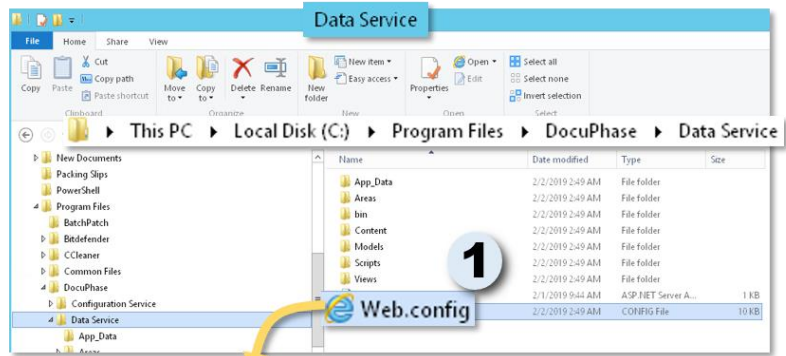 Data Service
File Home Share View
Copy
Paste
Cut
Copy path
Paste shortcut
Move to
Copy to
Delete
Rename
New folder
New item
Easy access
Properties
Open
Edit
Select all
Select none
Invert selection
Clipboard Organize New Open Select
This PC Local Disk (C:) Program Files DocuPhase Data Service
New Documents
Packing Slips
PowerShell
Program Files
BatchPatch
Bitdefender
CCleaner
Common Files
DocuPhase
Configuration Service
Data Service
App_Data
Areas
Name Date modified Type Size
App_Data 2/2/2019 2:49 AM File folder
Areas 2/2/2019 2:49 AM File folder
bin 2/2/2019 2:49 AM File folder
Content 2/2/2019 2:49 AM File folder
Models 2/2/2019 2:49 AM File folder
Scripts 2/2/2019 2:49 AM File folder
Views 2/2/2019 2:49 AM File folder
2/1/2019 9:44 AM ASP.NET Server A... 1 KB
Web.config 2/2/2019 2:49 AM CONFIG File 10 KB
1